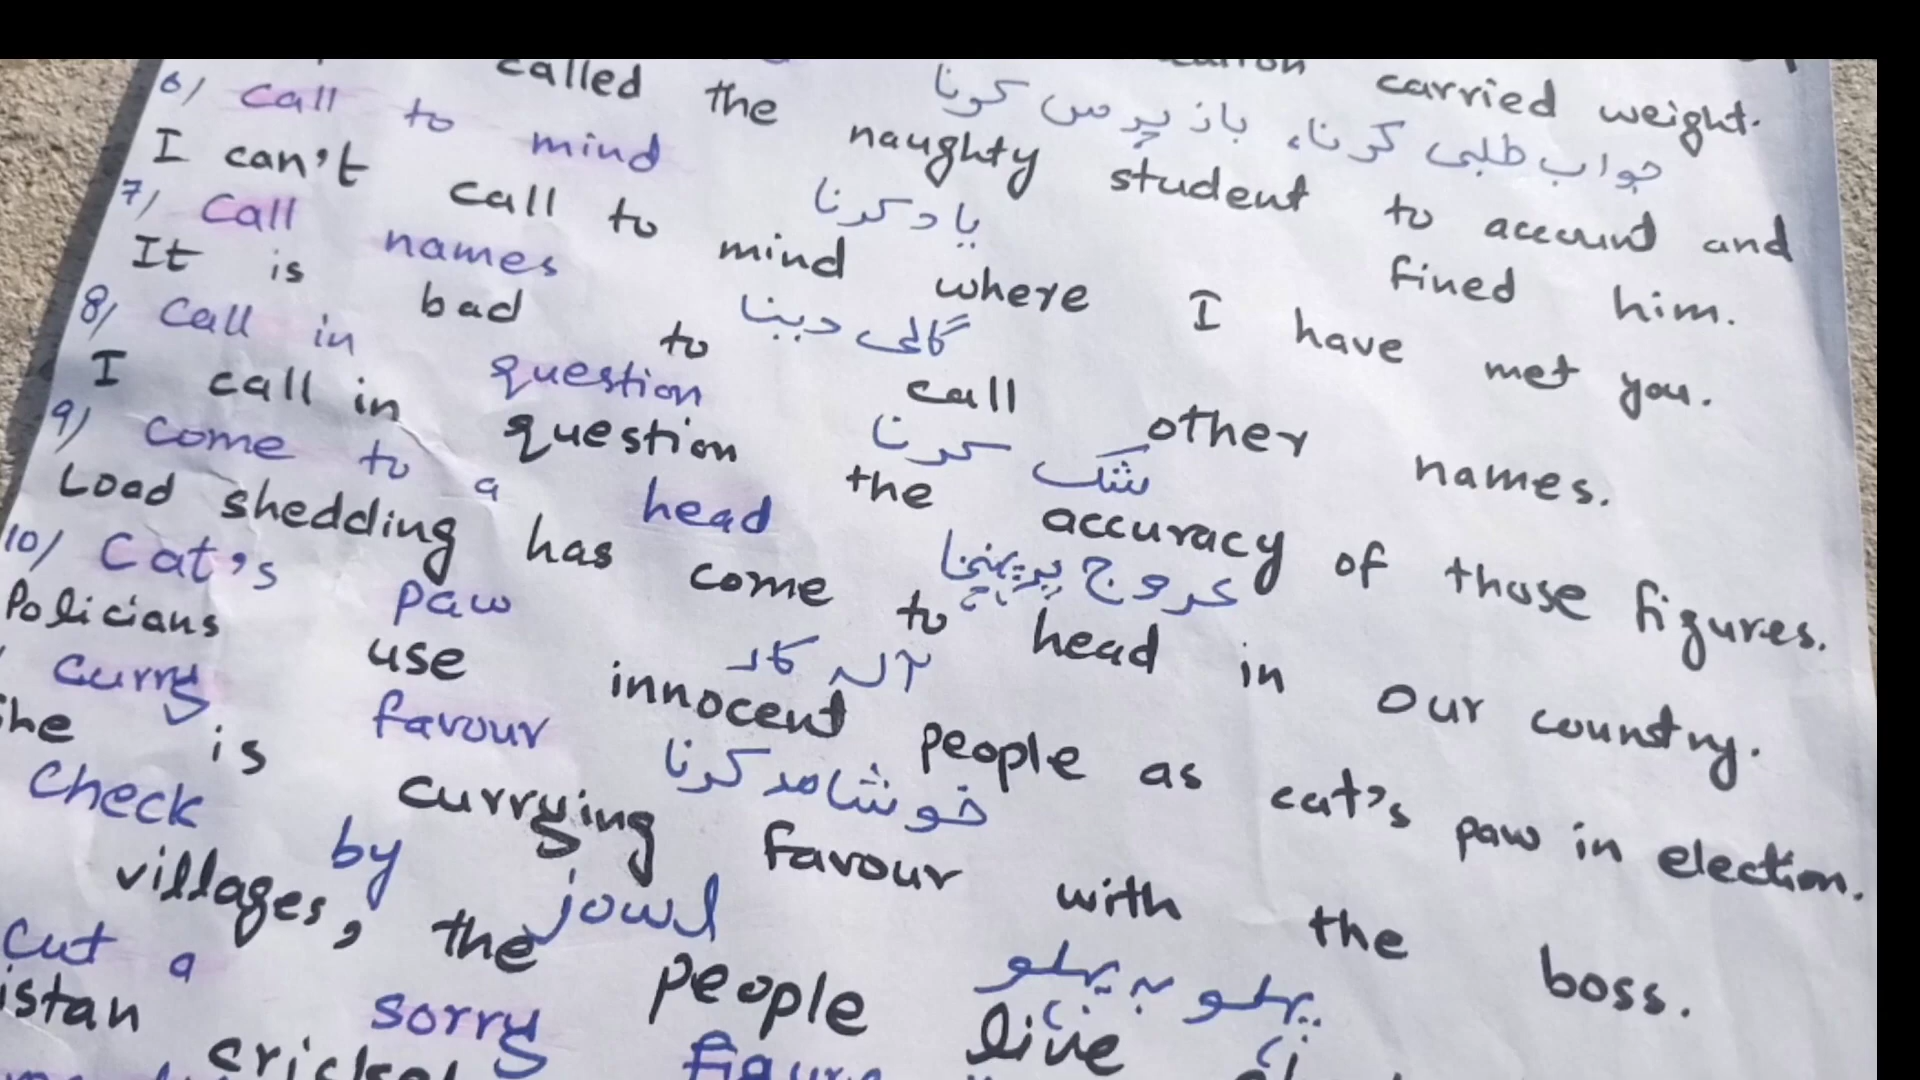 carried weight.
جواب طلبی کرنا، باز پرس کرنا
called the naughty student to account and fined him.
6/ Call to mind یاد کرنا
I can't call to mind where I have met you.
7/ Call names گالی دینا
It is bad to call other names.
8/ Call in question شک کرنا
I call in question the accuracy of those figures.
9/ Come to a head عروج پر پہنچنا
Load shedding has come to head in our country.
10/ Cat's paw آلہ کار
Policians use innocent people as cat's paw in election.
Curry favour خوشامد کرنا
is currying favour with the boss.
Check by jowl پہلو بہ پہلو
villages, the people live
Cut a sorry figure
istan cricket